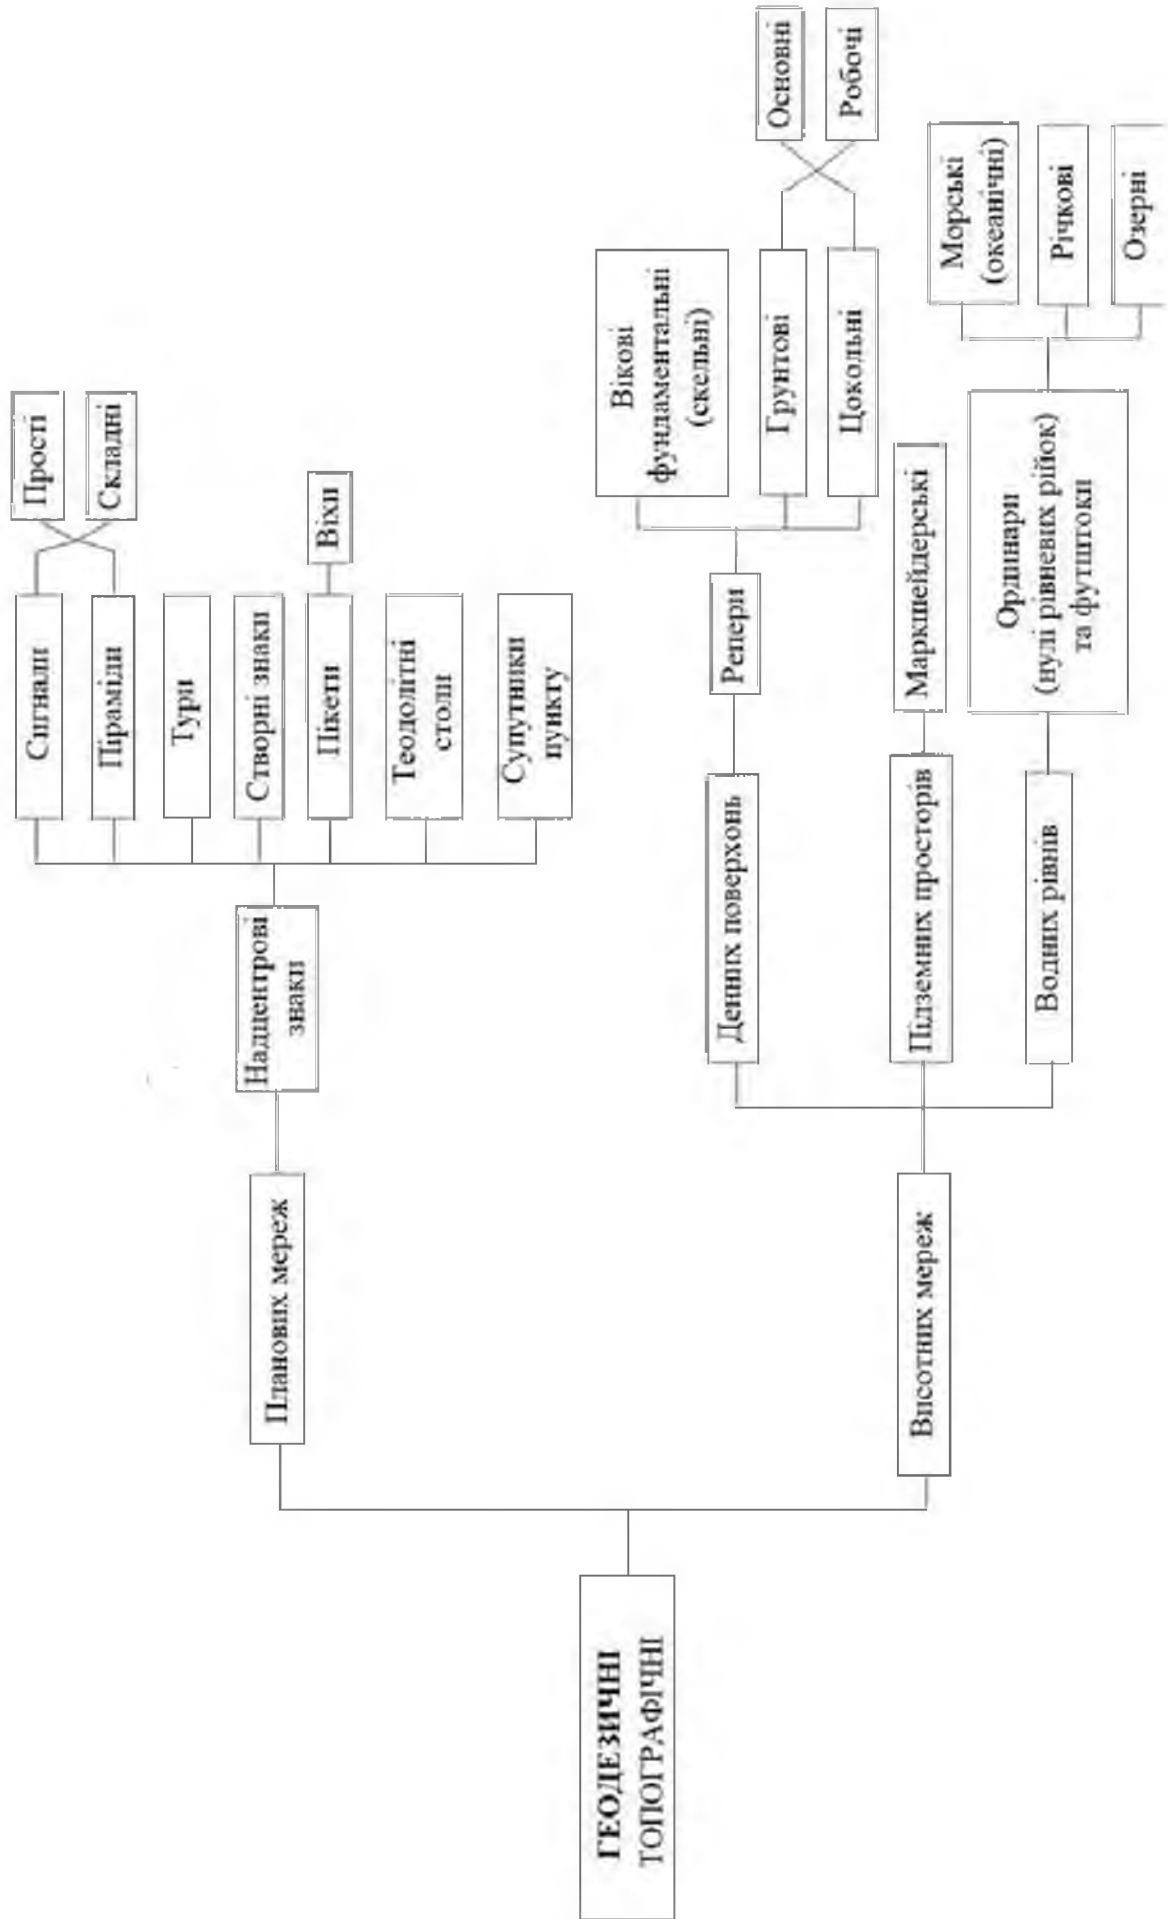 ГЕОДЕЗИЧНІ
ТОПОГРАФІЧНІ
Планових мереж
Надцентрові
знаки
Сигнали
Піраміди
Прості
Складні
Тури
Створні знаки
Пікети
Віхи
Теодолітні
столи
Супутники
пункту
Висотних мереж
Денних поверхонь
Репери
Вікові
фундаментальні
(скельні)
Грунтові
Цокольні
Основні
Робочі
Підземних просторів
Маркшейдерські
Водних рівнів
Ординари
(нулі рівневих рійок
та футштоки
Морські
(океанічні)
Річкові
Озерні